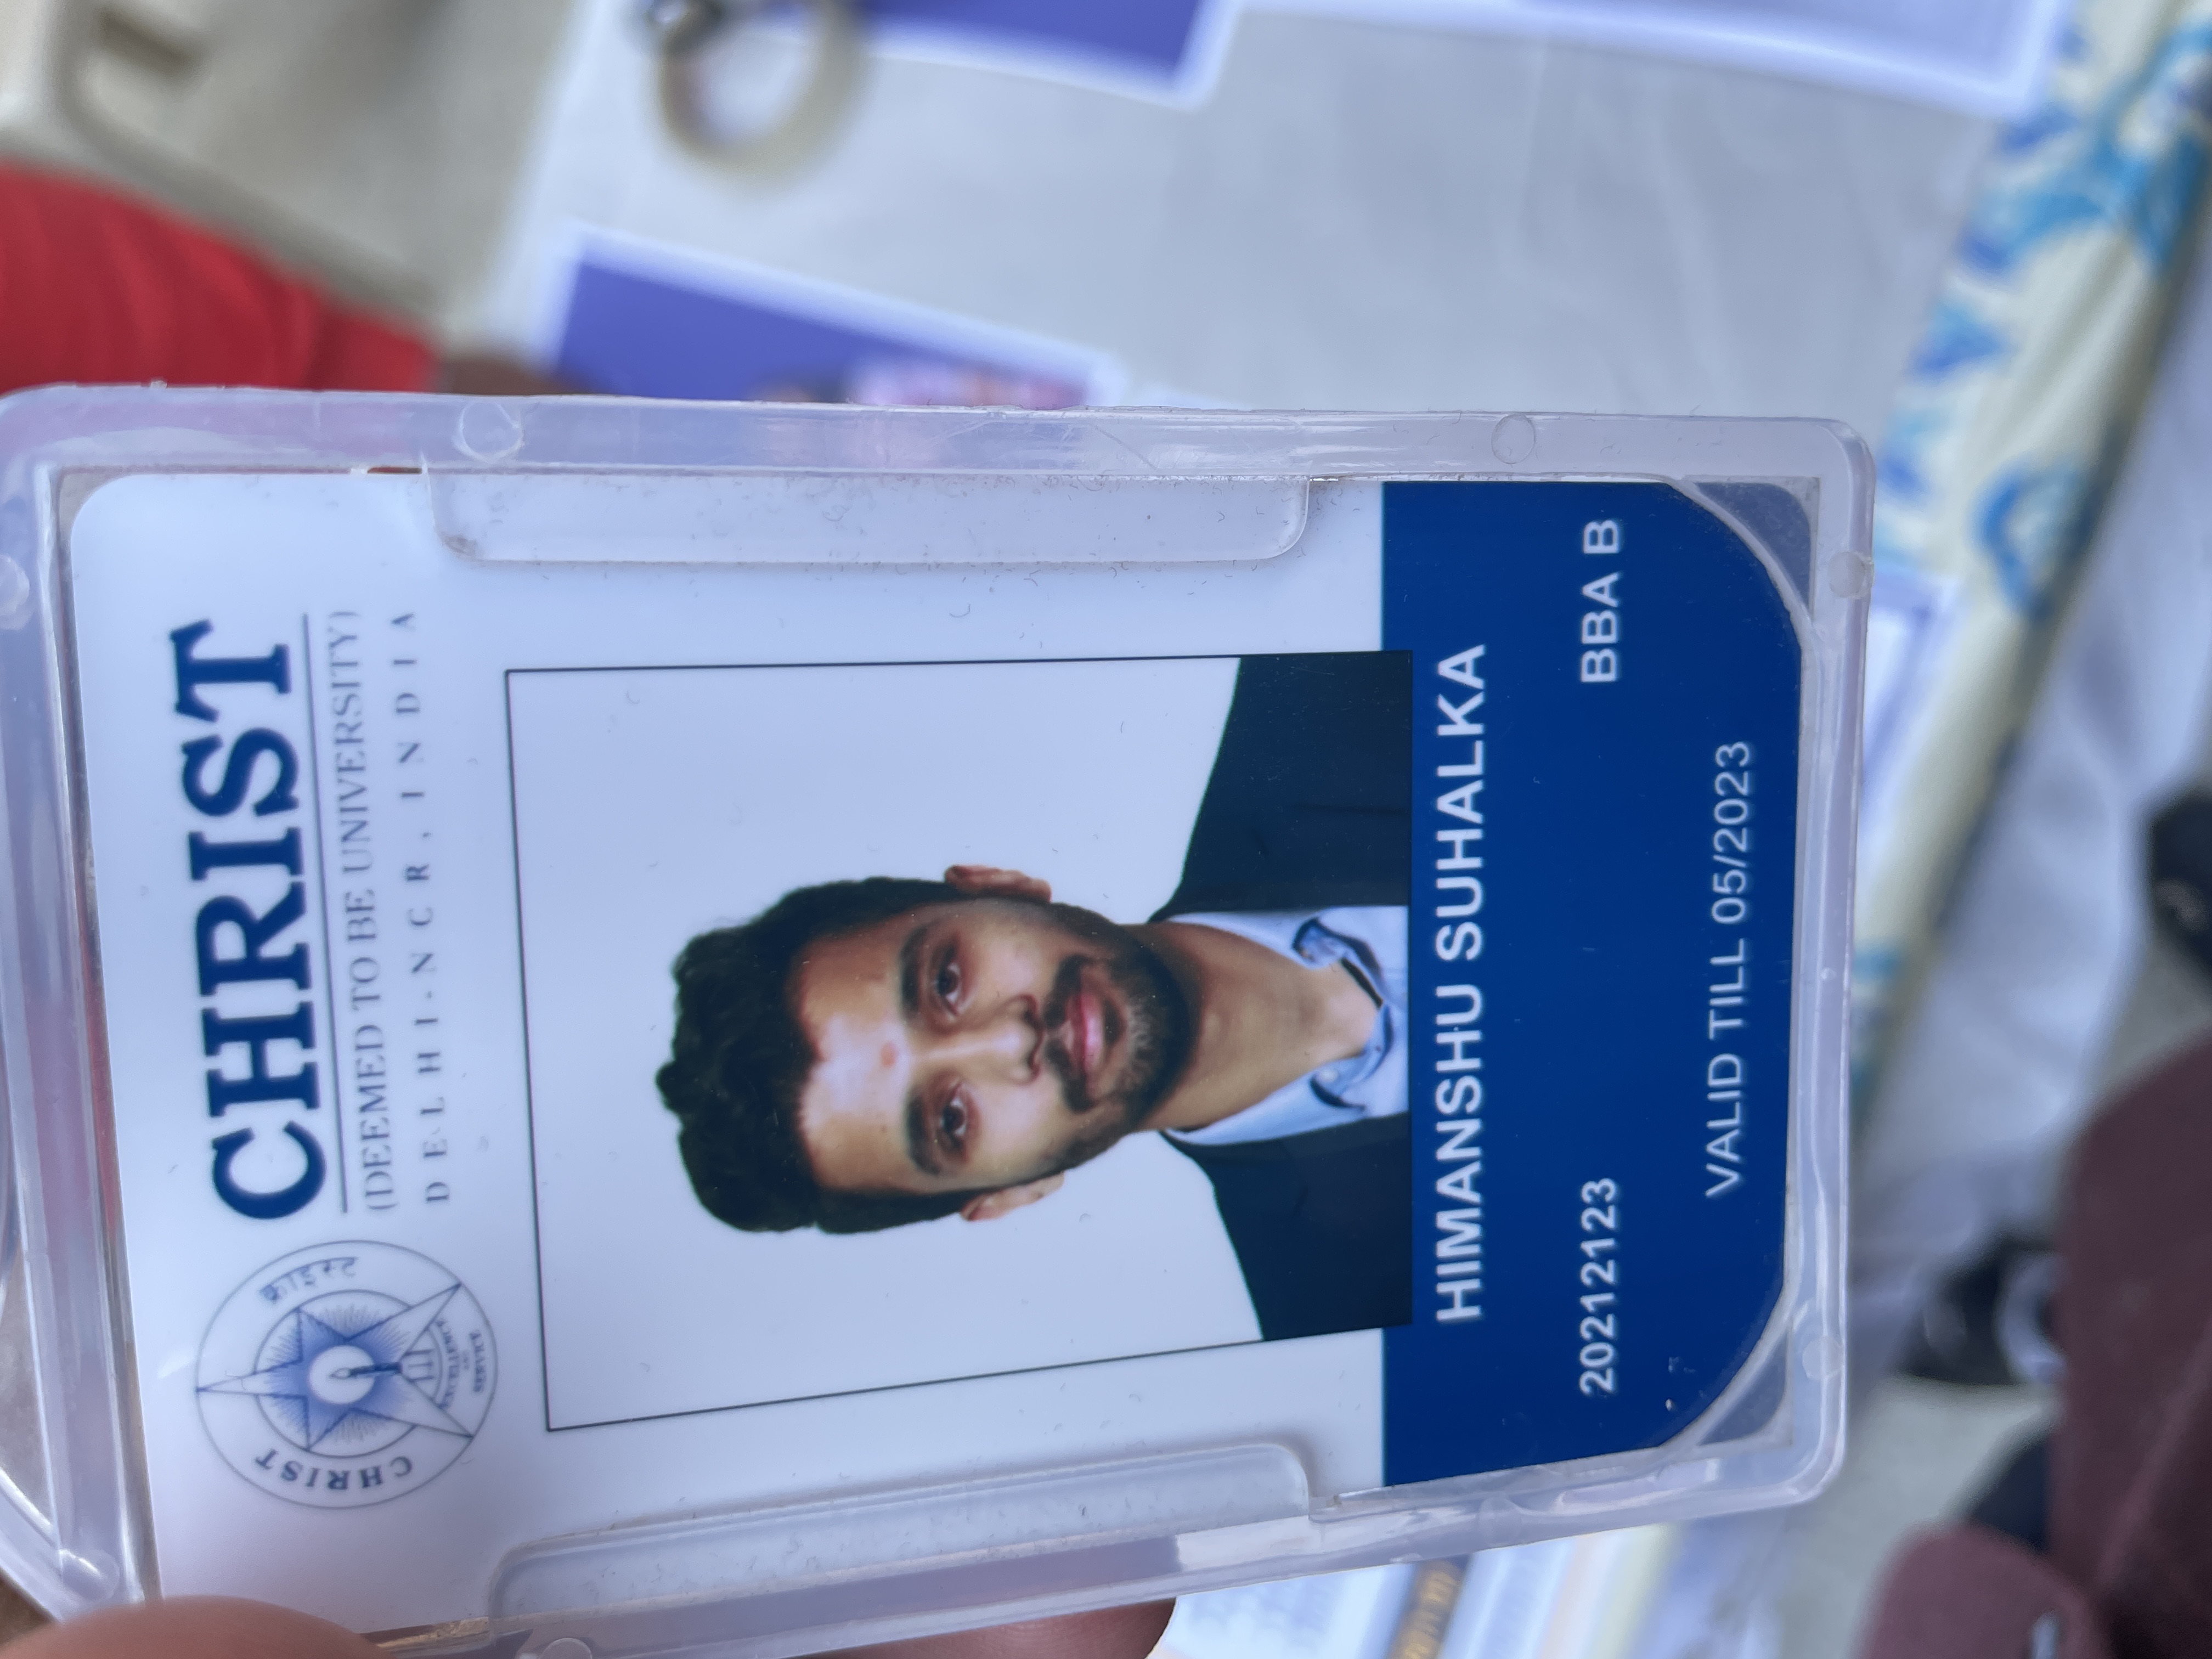 CHRIST
CHRIST
(DEEMED TO BE UNIVERSITY)
DELHI-NCR, INDIA
क्राइस्ट
EXCELLENCE
AND
SERVICE
HIMANSHU SUHALKA
20212123
BBA B
VALID TILL 05/2023